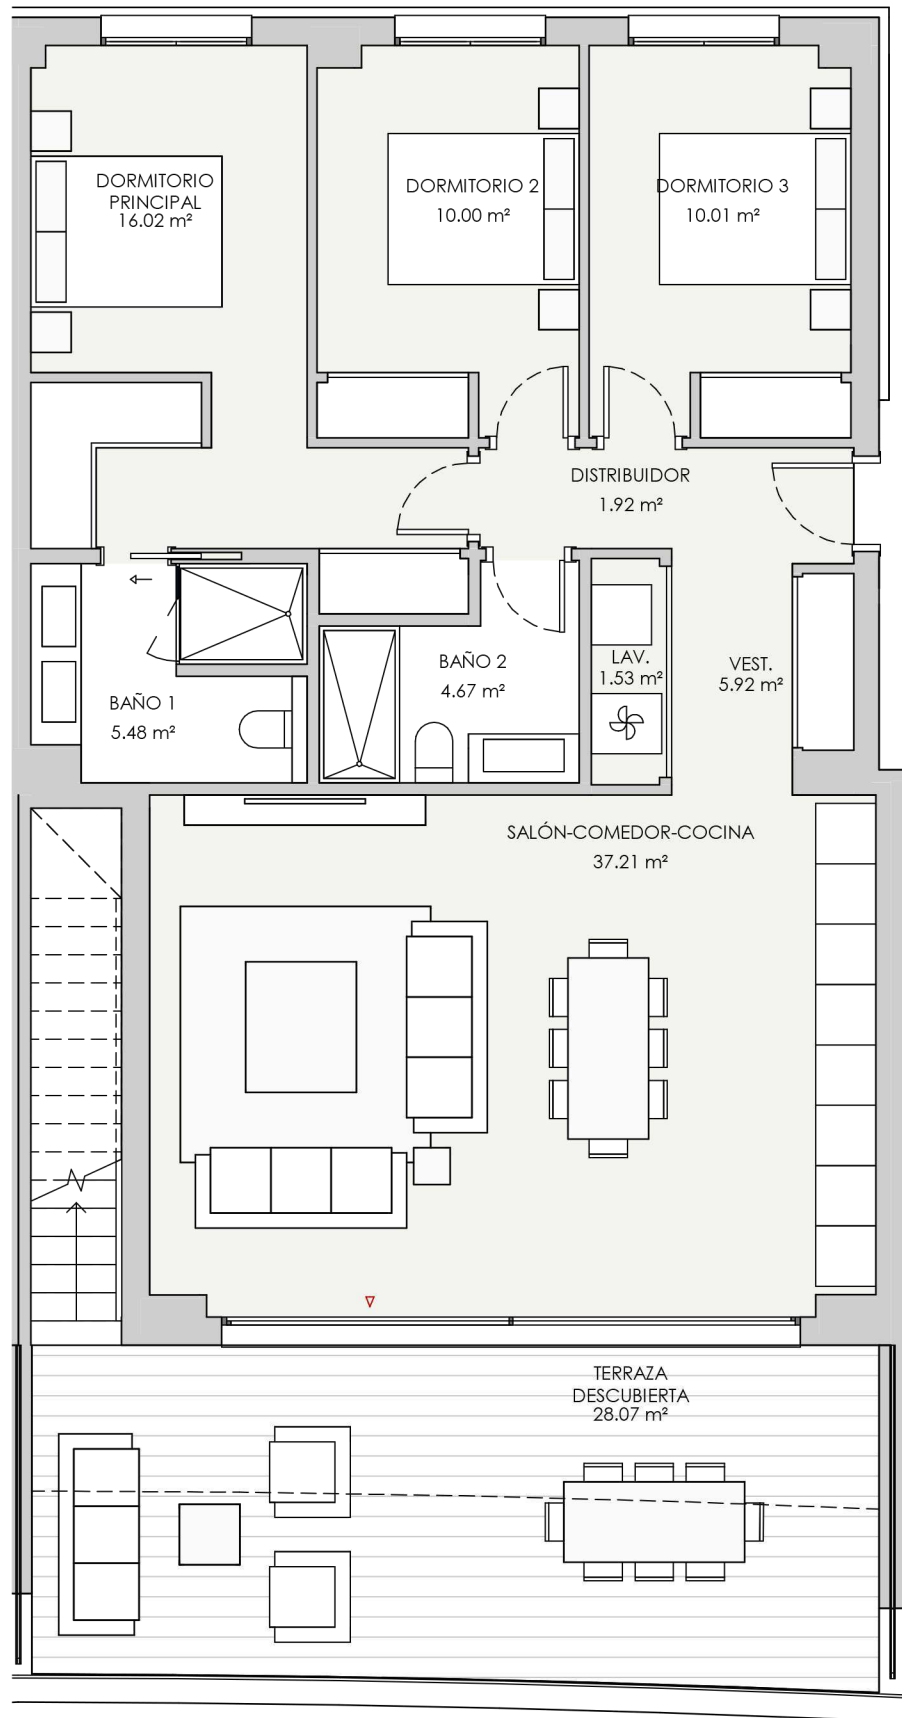 DORMITORIO
PRINCIPAL
16.02 m²
DORMITORIO 2
10.00 m²
DORMITORIO 3
10.01 m²
DISTRIBUIDOR
1.92 m²
BAÑO 1
5.48 m²
BAÑO 2
4.67 m²
LAV.
1.53 m²
VEST.
5.92 m²
SALÓN-COMEDOR-COCINA
37.21 m²
TERRAZA
DESCUBIERTA
28.07 m²